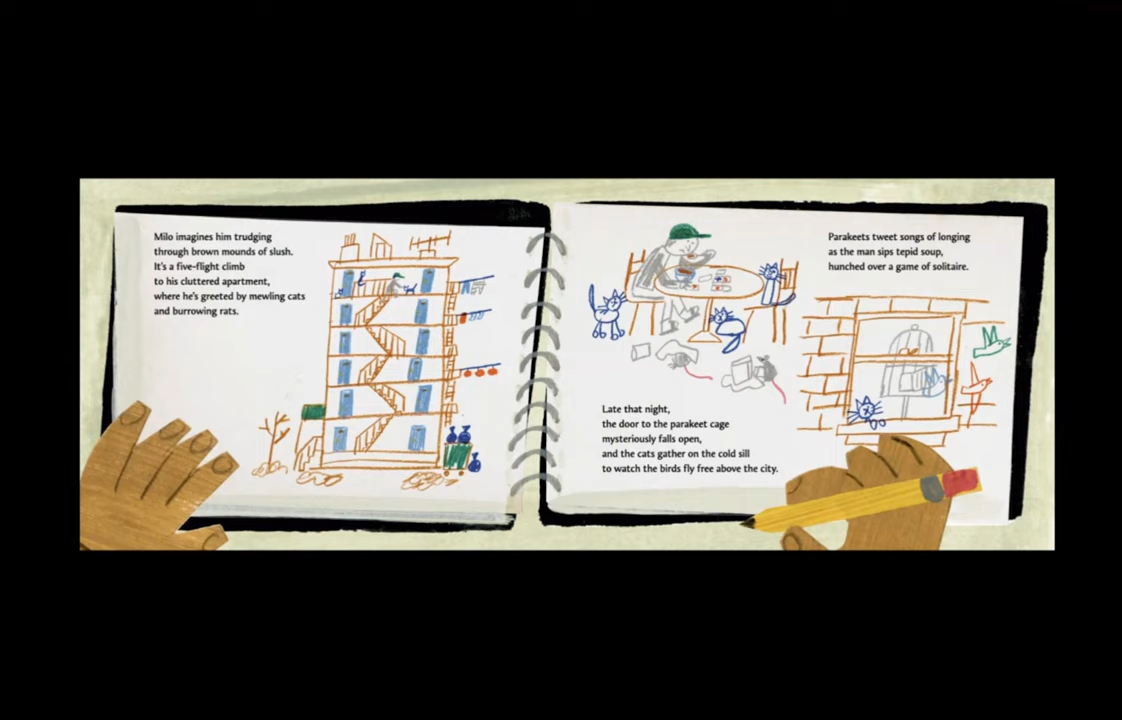 Milo imagines him trudging
through brown mounds of slush.
It's a five-flight climb
to his cluttered apartment,
where he's greeted by mewling cats
and burrowing rats.
Parakeets tweet songs of longing
as the man sips tepid soup,
hunched over a game of solitaire.
Late that night,
the door to the parakeet cage
mysteriously falls open,
and the cats gather on the cold sill
to watch the birds fly free above the city.